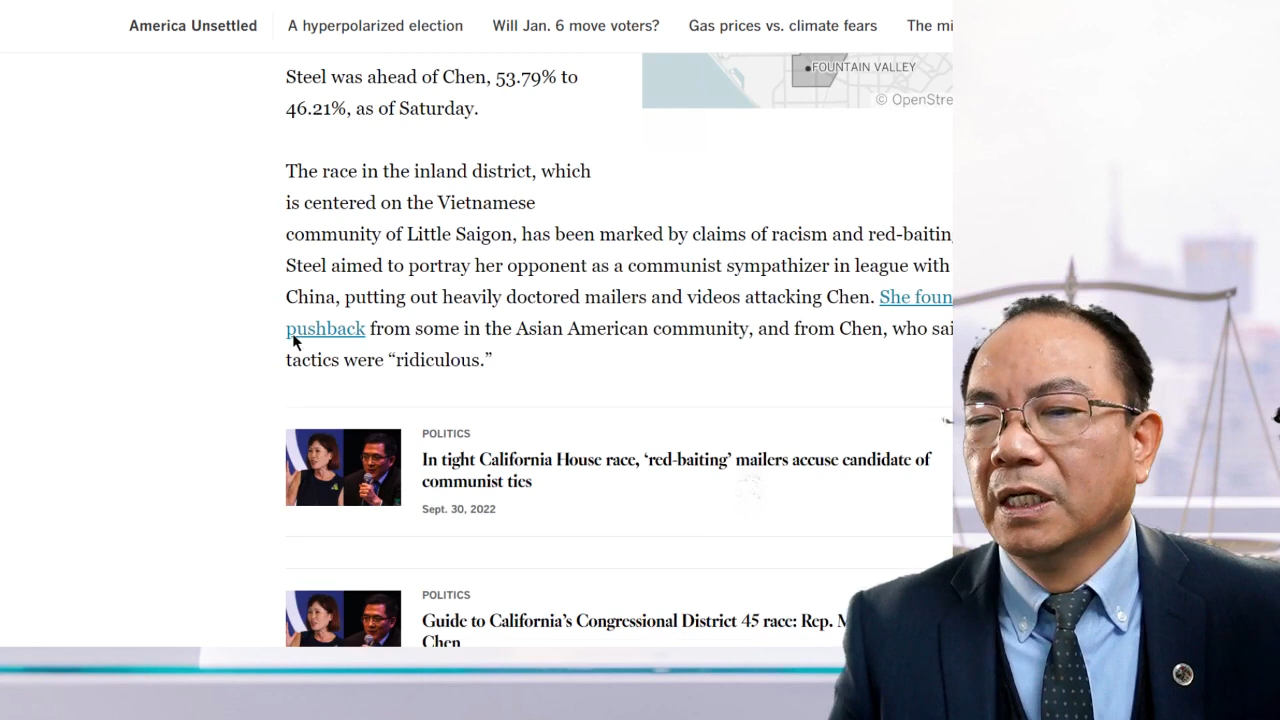 America Unsettled
A hyperpolarized election
Will Jan. 6 move voters?
Gas prices vs. climate fears
The
Steel was ahead of Chen, 53.79% to
46.21%, as of Saturday.
FOUNTAIN VALLEY
©
The race in the inland district, which
is centered on the Vietnamese
community of Little Saigon, has been marked by claims of racism and
Steel aimed to portray her opponent as a communist sympathizer in league with
China, putting out heavily doctored mailers and videos attacking Chen. She
pushback from some in the Asian American community, and from Chen, who
tactics were “ridiculous.”
POLITICS
In tight California House race, ‘red-baiting’ mailers accuse candidate of
communist ties
Sept. 30, 2022
POLITICS
Guide to California’s Congressional District 45 race: Rep.
Chen